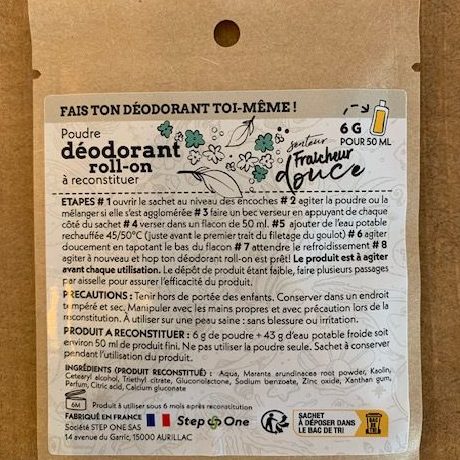 FAIS TON DÉODORANT TOI-MÊME !
Poudre
déodorant
roll-on
à reconstituer
senteur
Fraîcheur
douce
6 G
POUR 50 ML
ETAPES # 1 ouvrir le sachet au niveau des encoches # 2 agiter la poudre ou la
mélanger si elle s'est agglomérée # 3 faire un bec verseur en appuyant de chaque
côté du sachet # 4 verser dans un flacon de 50 ml. #5 ajouter de l'eau potable
rechauffée 45/50°C (juste avant le premier trait du filetage du goulot) # 6 agiter
doucement en tapotant le bas du flacon # 7 attendre le refroidissement # 8
agiter à nouveau et hop ton déodorant roll-on est prêt! Le produit est à agiter
avant chaque utilisation. Le dépôt de produit étant faible, faire plusieurs passages
par aisselle pour assurer l'efficacité du produit.
PRECAUTIONS : Tenir hors de portée des enfants. Conserver dans un endroit
tempéré et sec. Manipuler avec les mains propres et avec précaution lors de la
reconstitution. À utiliser sur une peau saine : sans blessure ou irritation.
PRODUIT A RECONSTITUER : 6 g de poudre + 43 g d'eau potable froide soit
environ 50 ml de produit fini. Ne pas utiliser la poudre seule. Sachet à conserver
pendant l'utilisation du produit.
INGRÉDIENTS (PRODUIT RECONSTITUÉ) : Aqua, Maranta arundinacea root powder, Kaolin,
Cetearyl alcohol, Triethyl citrate, Gluconolactone, Sodium benzoate, Zinc oxide, Xanthan gum,
Parfum, Citric acid, Calcium gluconate
6M
Produit à utiliser sous 6 mois après reconstitution
FABRIQUÉ EN FRANCE
Société STEP ONE SAS
14 avenue du Garric, 15000 AURILLAC
Step One
SACHET
À DÉPOSER DANS
LE BAC DE TRI
BAC
DE TRI